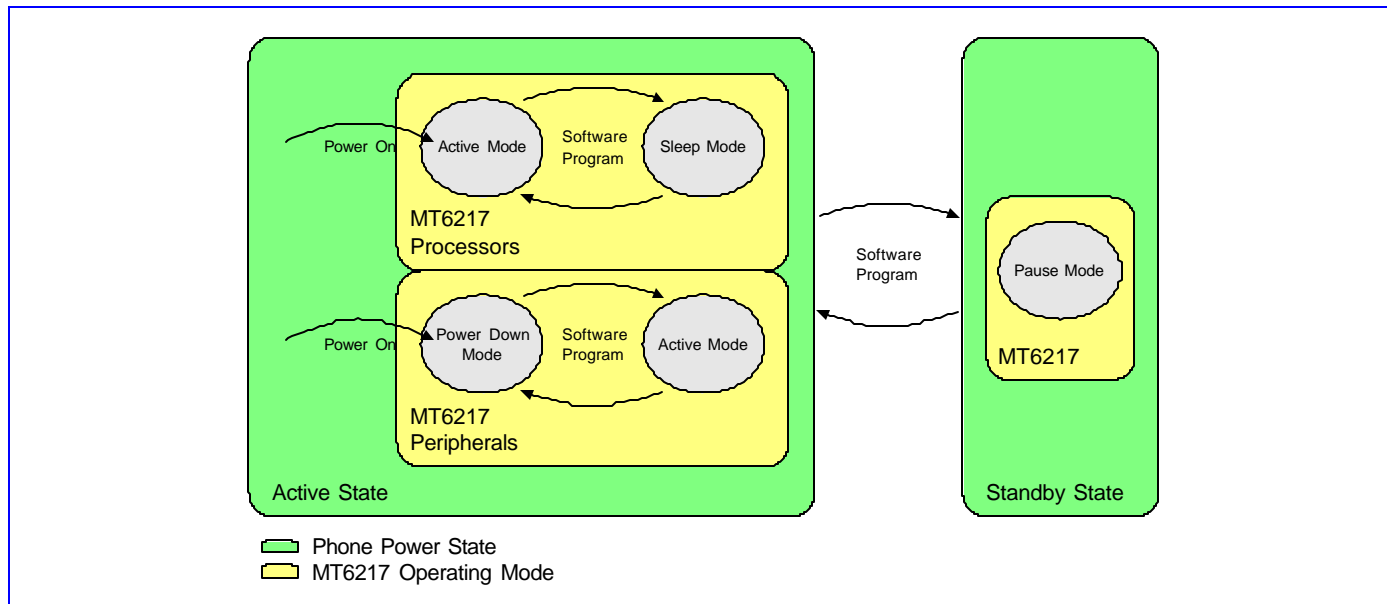 Power On
Active Mode
Software
Program
Sleep Mode
MT6217
Processors
Power On
Power Down
Mode
Software
Program
Active Mode
MT6217
Peripherals
Active State
Software
Program
Pause Mode
MT6217
Standby State
Phone Power State
MT6217 Operating Mode